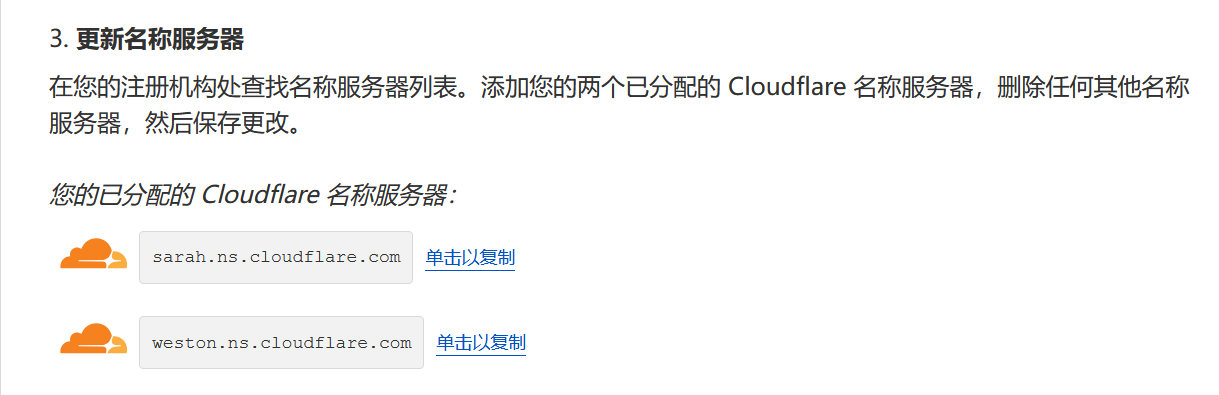 3. 更新名称服务器
在您的注册机构处查找名称服务器列表。添加您的两个已分配的 Cloudflare 名称服务器，删除任何其他名称
服务器，然后保存更改。
您的已分配的 Cloudflare 名称服务器：
sarah.ns.cloudflare.com 单击以复制
weston.ns.cloudflare.com 单击以复制